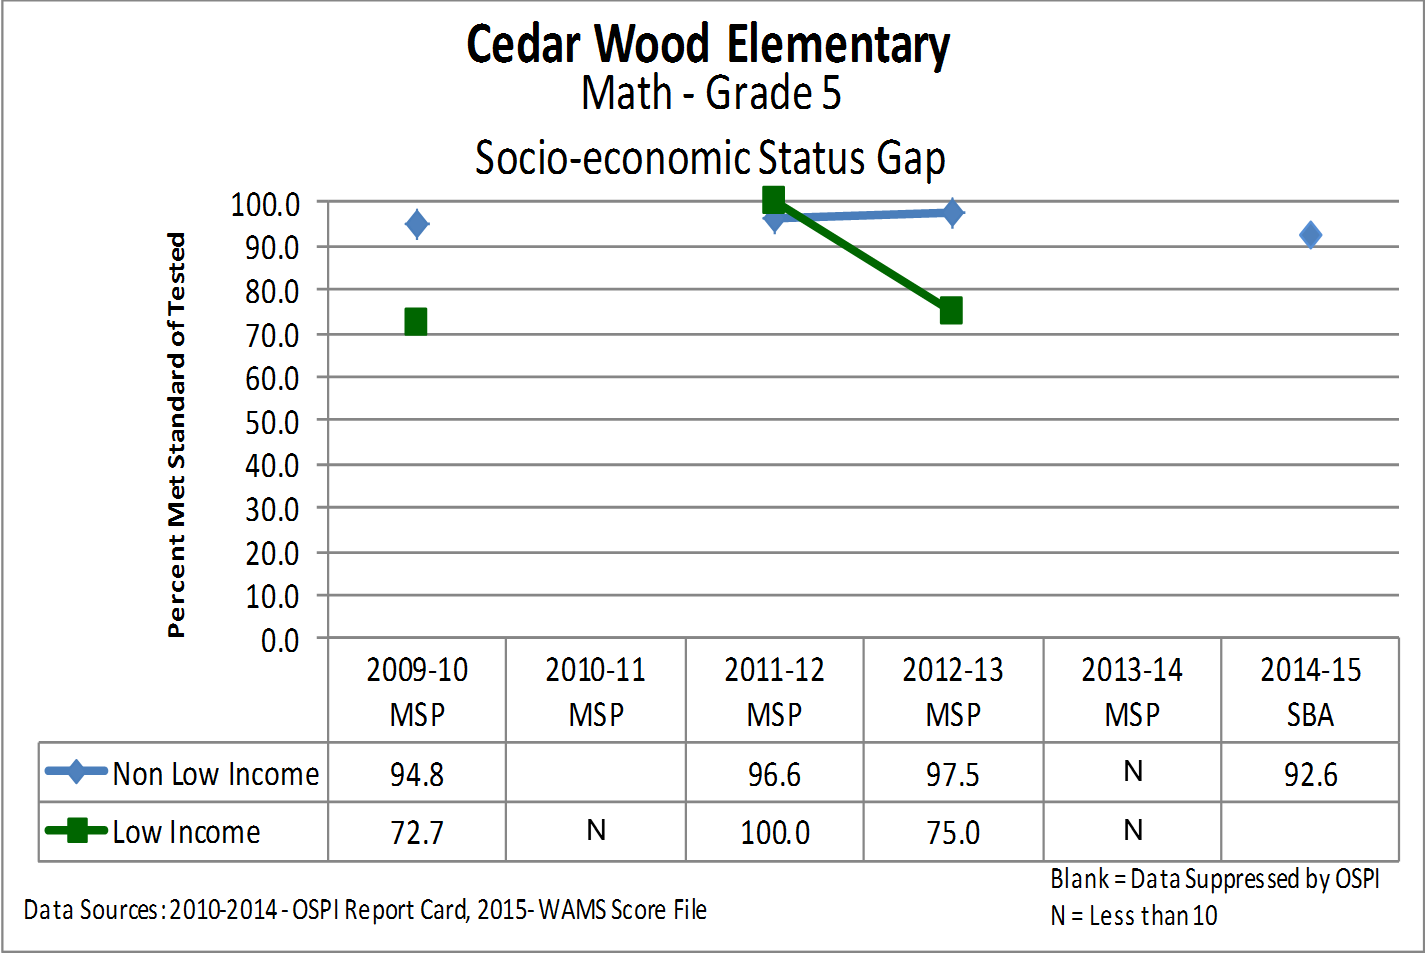 Cedar Wood Elementary
Math - Grade 5
Socio-economic Status Gap
Percent Met Standard of Tested
100.0
90.0
80.0
70.0
60.0
50.0
40.0
30.0
20.0
10.0
0.0
2009-10 2010-11 2011-12 2012-13 2013-14 2014-15
MSP MSP MSP MSP MSP SBA
Non Low Income 94.8 96.6 97.5 N 92.6
Low Income 72.7 N 100.0 75.0 N
Blank = Data Suppressed by OSPI
Data Sources: 2010-2014 - OSPI Report Card, 2015- WAMS Score File
N = Less than 10